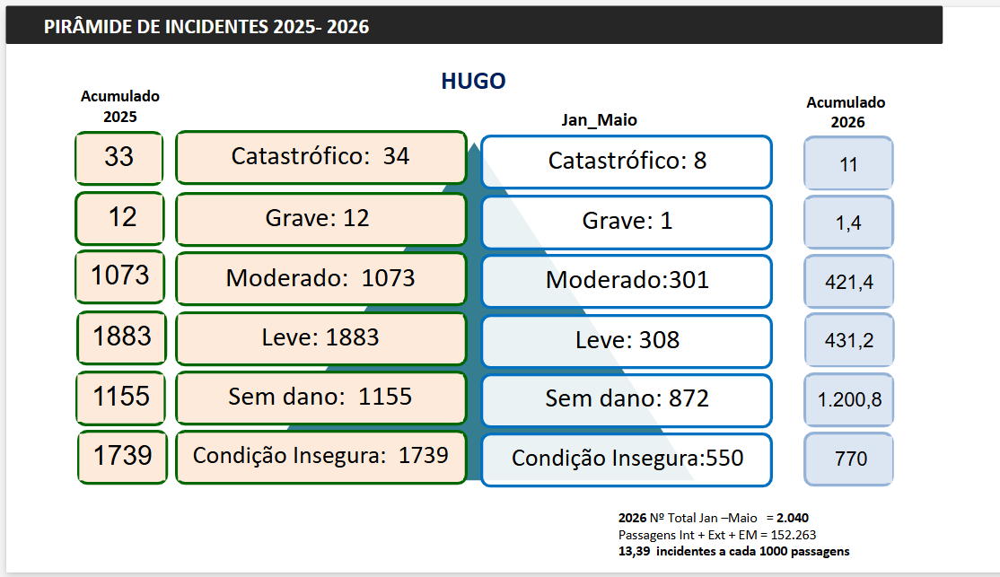 PIRÂMIDE DE INCIDENTES 2025- 2026
HUGO
Acumulado
2025
Jan_Maio
Acumulado
2026
33
Catastrófico: 34
Catastrófico: 8
11
12
Grave: 12
Grave: 1
1,4
1073
Moderado: 1073
Moderado:301
421,4
1883
Leve: 1883
Leve: 308
431,2
1155
Sem dano: 1155
Sem dano: 872
1.200,8
1739
Condição Insegura: 1739
Condição Insegura:550
770
2026 Nº Total Jan –Maio = 2.040
Passagens Int + Ext + EM = 152.263
13,39 incidentes a cada 1000 passagens